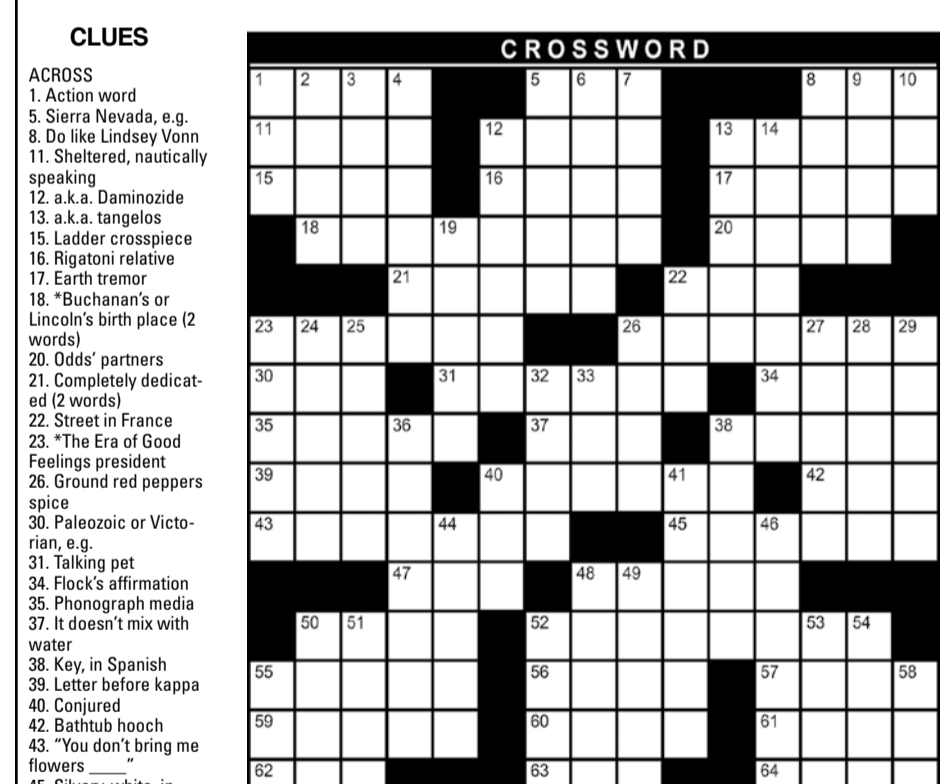 CLUES
ACROSS
1. Action word
5. Sierra Nevada, e.g.
8. Do like Lindsey Vonn
11. Sheltered, nautically
speaking
12. a.k.a. Daminozide
13. a.k.a. tangelos
15. Ladder crosspiece
16. Rigatoni relative
17. Earth tremor
18. *Buchanan's or
Lincoln's birth place (2
words)
20. Odds' partners
21. Completely dedicat-
ed (2 words)
22. Street in France
23. *The Era of Good
Feelings president
26. Ground red peppers
spice
30. Paleozoic or Victo-
rian, e.g.
31. Talking pet
34. Flock's affirmation
35. Phonograph media
37. It doesn't mix with
water
38. Key, in Spanish
39. Letter before kappa
40. Conjured
42. Bathtub hooch
43. "You don't bring me
flowers ____"
45. Silvery-white, in
CROSSWORD
1 2 3 4 5 6 7 8 9 10
11 12 13 14
15 16 17
18 19 20
21 22
23 24 25 26 27 28 29
30 31 32 33 34
35 36 37 38
39 40 41 42
43 44 45 46
47 48 49
50 51 52 53 54
55 56 57 58
59 60 61
62 63 64